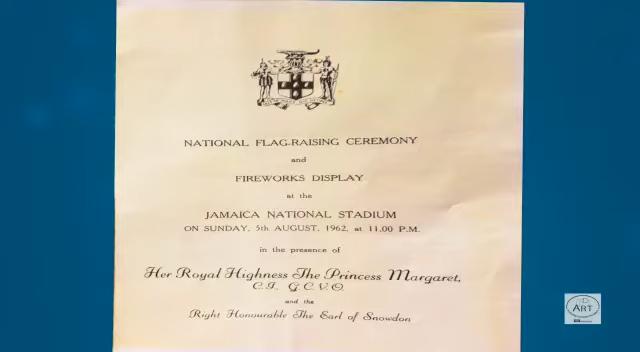 NATIONAL FLAG-RAISING CEREMONY
and
FIREWORKS DISPLAY
at the
JAMAICA NATIONAL STADIUM
ON SUNDAY, 5th AUGUST, 1962, at 11.00 P.M.
in the presence of
Her Royal Highness The Princess Margaret,
C.I., G.C.V.O.
and the
Right Honourable The Earl of Snowdon
ART